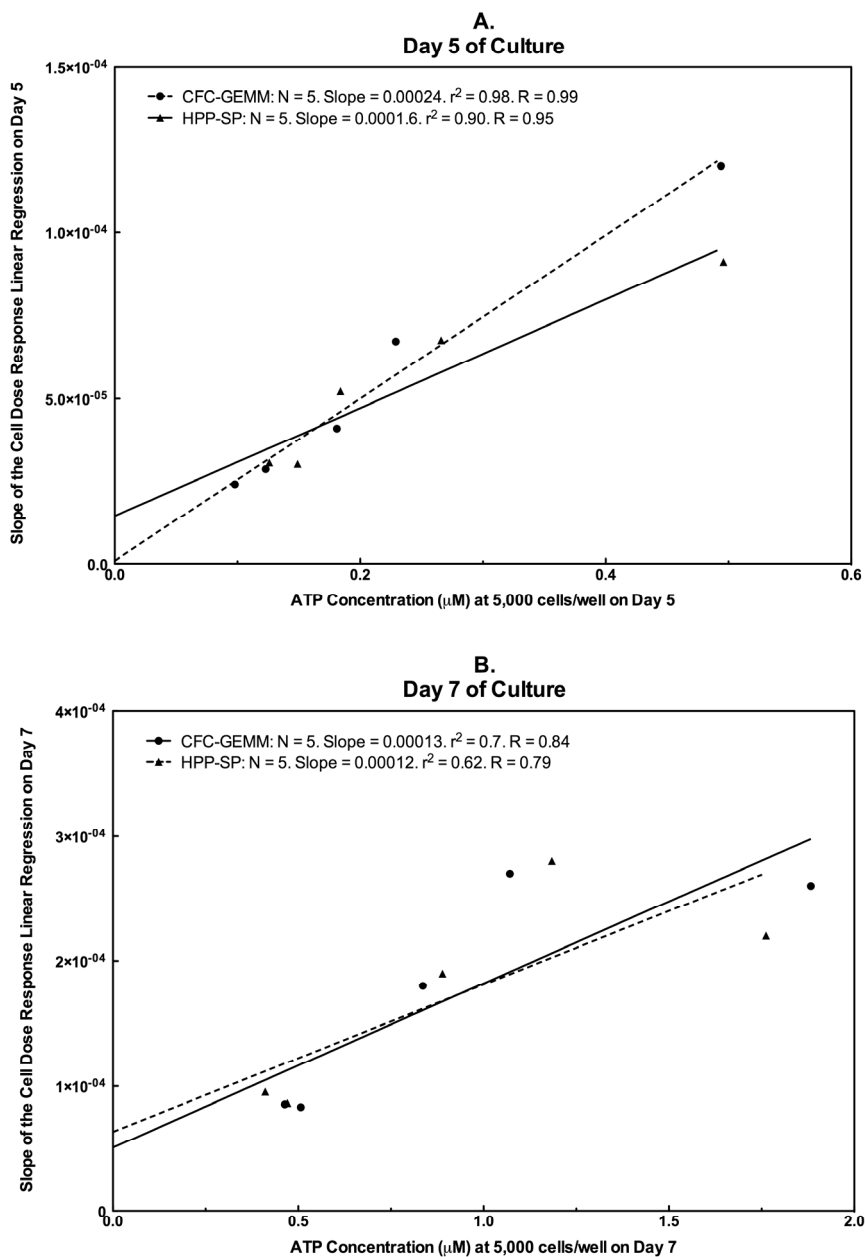 A.
Day 5 of Culture
Slope of the Cell Dose Response Linear Regression on Day 5
1.5×10⁻⁰⁴
1.0×10⁻⁰⁴
5.0×10⁻⁰⁵
0.0
CFC-GEMM: N = 5. Slope = 0.00024. r² = 0.98. R = 0.99
HPP-SP: N = 5. Slope = 0.0001.6. r² = 0.90. R = 0.95
0.0 0.2 0.4 0.6
ATP Concentration (μM) at 5,000 cells/well on Day 5
B.
Day 7 of Culture
Slope of the Cell Dose Response Linear Regression on Day 7
4×10⁻⁰⁴
3×10⁻⁰⁴
2×10⁻⁰⁴
1×10⁻⁰⁴
0
CFC-GEMM: N = 5. Slope = 0.00013. r² = 0.7. R = 0.84
HPP-SP: N = 5. Slope = 0.00012. r² = 0.62. R = 0.79
0.0 0.5 1.0 1.5 2.0
ATP Concentration (μM) at 5,000 cells/well on Day 7